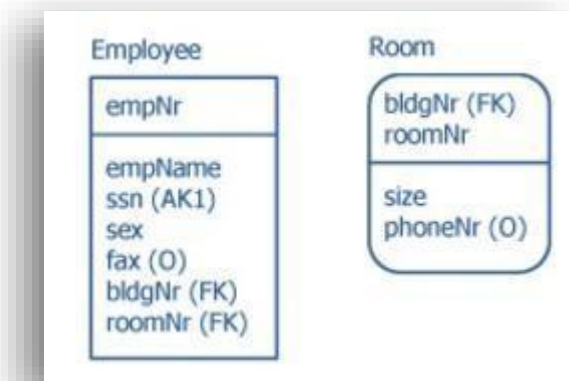 Employee
empNr
empName
ssn (AK1)
sex
fax (O)
bldgNr (FK)
roomNr (FK)
Room
bldgNr (FK)
roomNr
size
phoneNr (O)